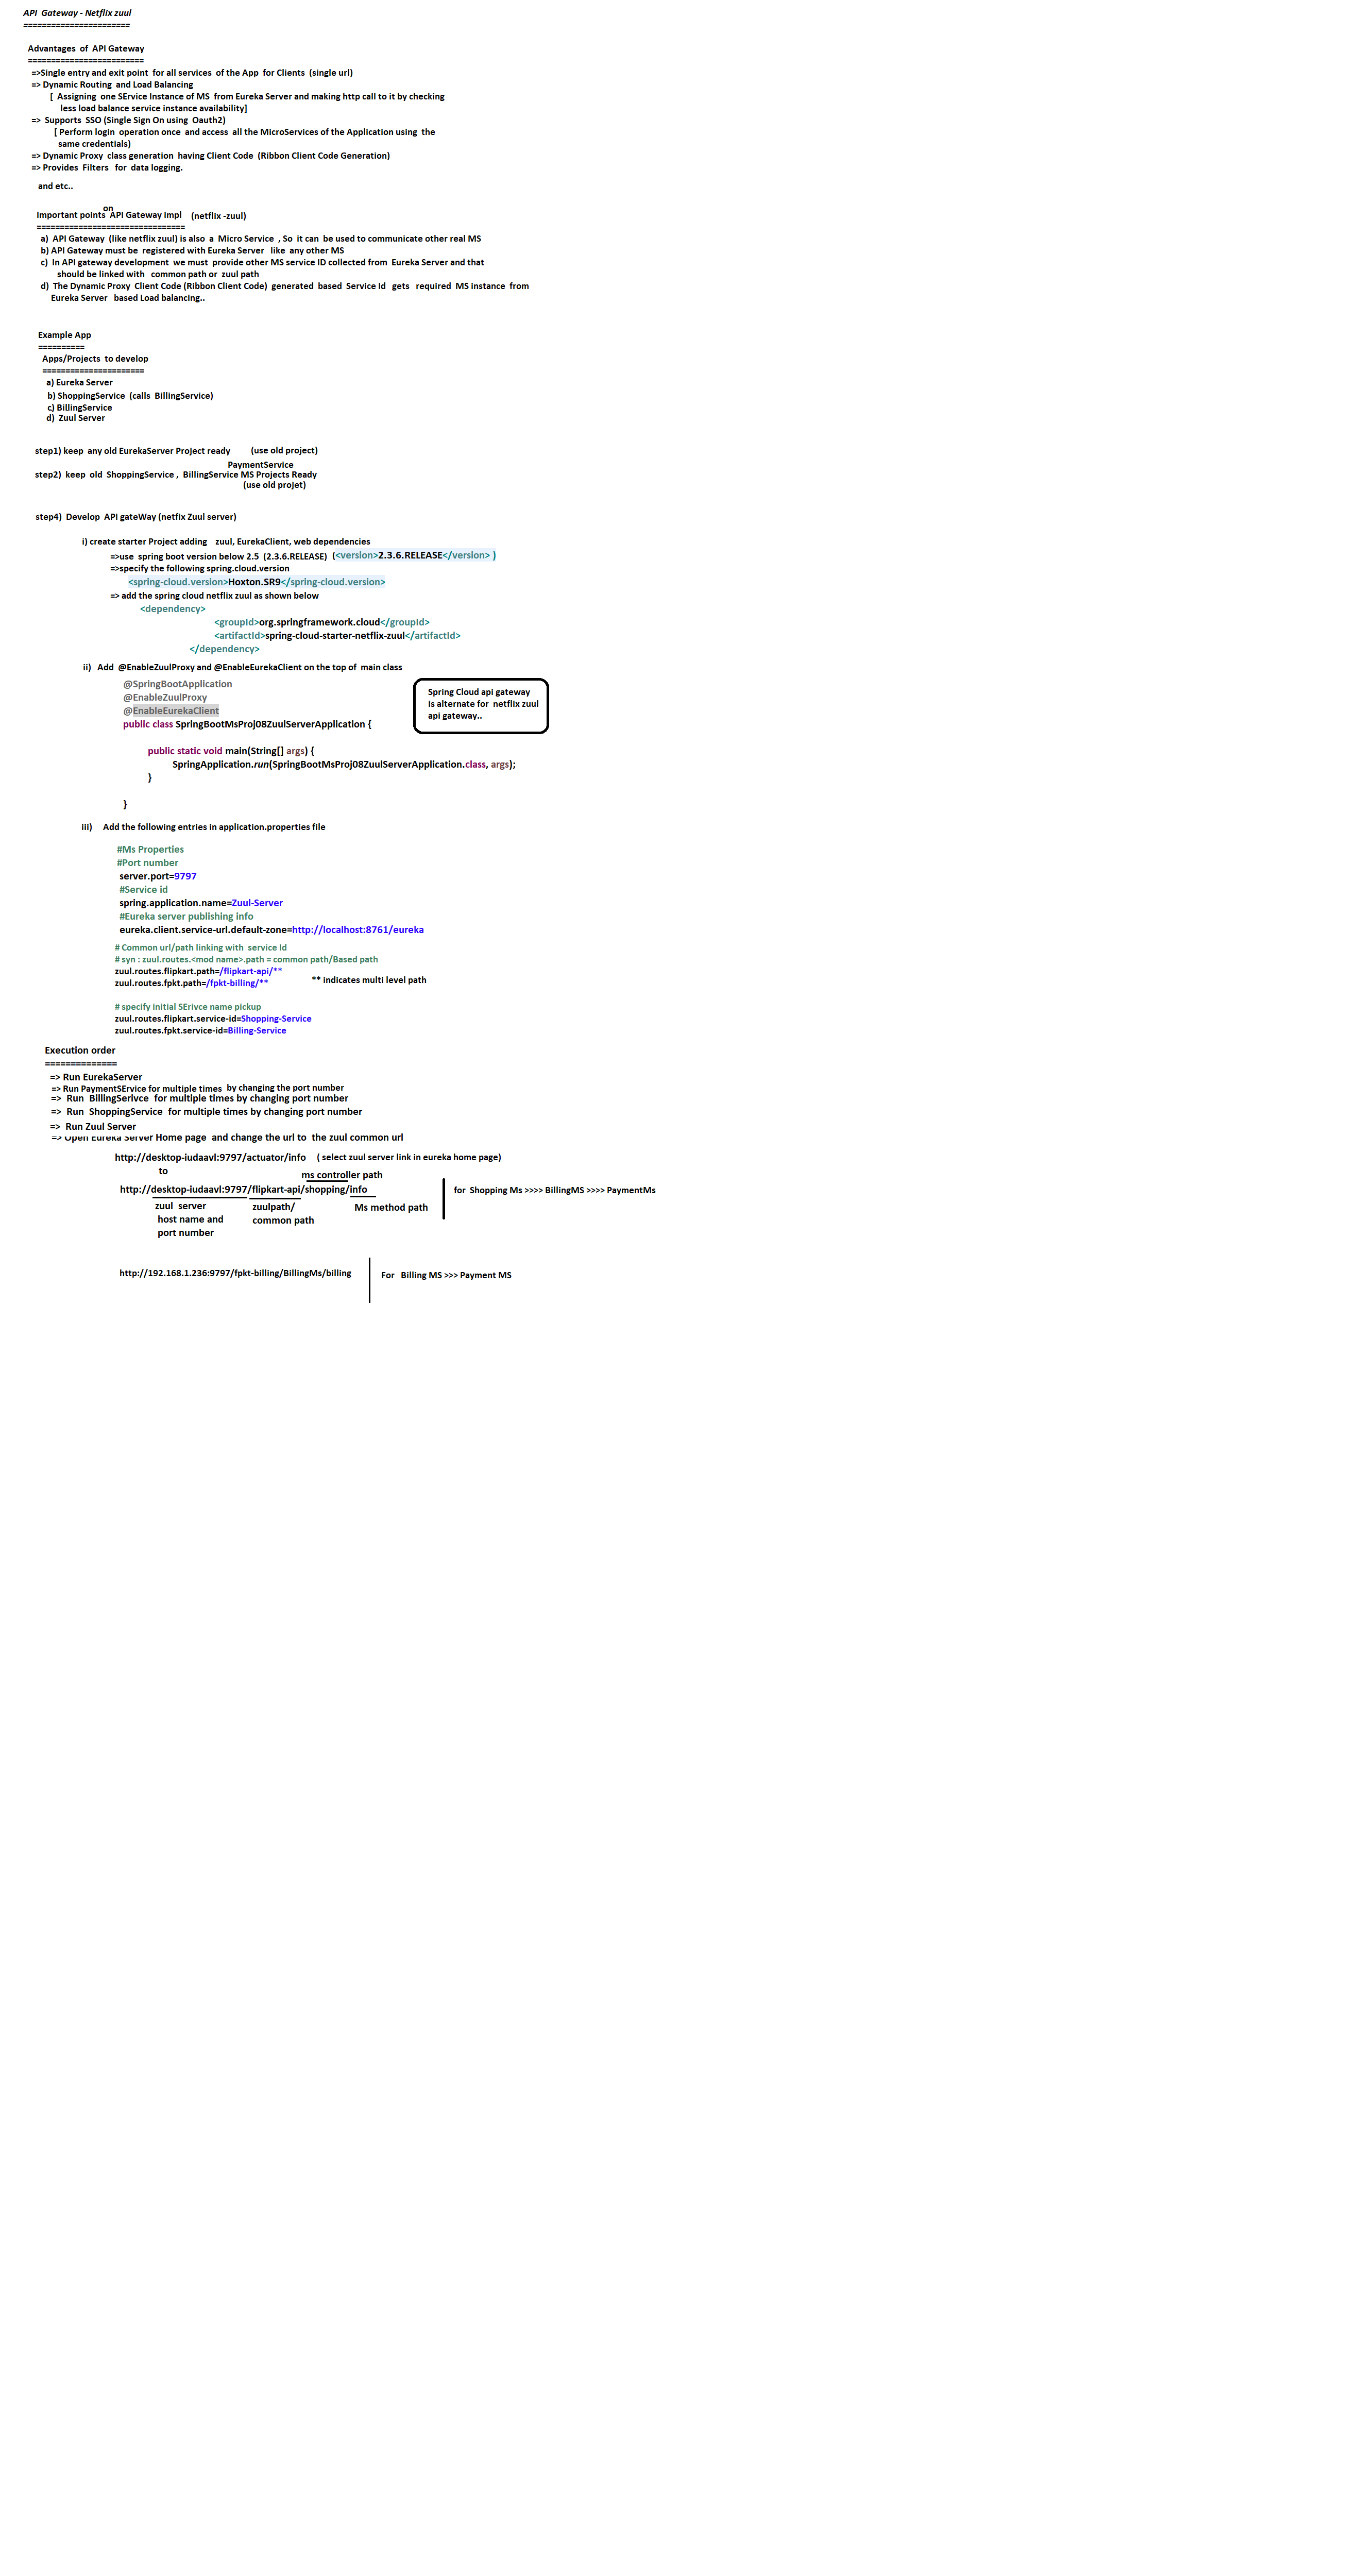 API Gateway - Netflix zuul
=======================
Advantages of API Gateway
=========================
=>Single entry and exit point for all services of the App for Clients (single url)
=> Dynamic Routing and Load Balancing
[ Assigning one SErvice Instance of MS from Eureka Server and making http call to it by checking
less load balance service instance availability]
=> Supports SSO (Single Sign On using Oauth2)
[ Perform login operation once and access all the MicroServices of the Application using the
same credentials)
=> Dynamic Proxy class generation having Client Code (Ribbon Client Code Generation)
=> Provides Filters for data logging.
and etc..
on
Important points API Gateway impl (netflix -zuul)
================================
a) API Gateway (like netflix zuul) is also a Micro Service , So it can be used to communicate other real MS
b) API Gateway must be registered with Eureka Server like any other MS
c) In API gateway development we must provide other MS service ID collected from Eureka Server and that
should be linked with common path or zuul path
d) The Dynamic Proxy Client Code (Ribbon Client Code) generated based Service Id gets required MS instance from
Eureka Server based Load balancing..
Example App
==========
Apps/Projects to develop
======================
a) Eureka Server
b) ShoppingService (calls BillingService)
c) BillingService
d) Zuul Server
step1) keep any old EurekaServer Project ready (use old project)
PaymentService
step2) keep old ShoppingService , BillingService MS Projects Ready
(use old projet)
step4) Develop API gateWay (netfix Zuul server)
i) create starter Project adding zuul, EurekaClient, web dependencies
=>use spring boot version below 2.5 (2.3.6.RELEASE) (<version>2.3.6.RELEASE</version> )
=>specify the following spring.cloud.version
<spring-cloud.version>Hoxton.SR9</spring-cloud.version>
=> add the spring cloud netflix zuul as shown below
<dependency>
<groupId>org.springframework.cloud</groupId>
<artifactId>spring-cloud-starter-netflix-zuul</artifactId>
</dependency>
ii) Add @EnableZuulProxy and @EnableEurekaClient on the top of main class
@SpringBootApplication
@EnableZuulProxy
@EnableEurekaClient
public class SpringBootMsProj08ZuulServerApplication {
Spring Cloud api gateway
is alternate for netflix zuul
api gateway..
public static void main(String[] args) {
SpringApplication.run(SpringBootMsProj08ZuulServerApplication.class, args);
}
}
iii) Add the following entries in application.properties file
#Ms Properties
#Port number
server.port=9797
#Service id
spring.application.name=Zuul-Server
#Eureka server publishing info
eureka.client.service-url.default-zone=http://localhost:8761/eureka
# Common url/path linking with service Id
# syn : zuul.routes.<mod name>.path = common path/Based path
zuul.routes.flipkart.path=/flipkart-api/**
zuul.routes.fpkt.path=/fpkt-billing/** ** indicates multi level path
# specify initial SErivce name pickup
zuul.routes.flipkart.service-id=Shopping-Service
zuul.routes.fpkt.service-id=Billing-Service
Execution order
==============
=> Run EurekaServer
=> Run PaymentSErvice for multiple times by changing the port number
=> Run BillingSerivce for multiple times by changing port number
=> Run ShoppingService for multiple times by changing port number
=> Run Zuul Server
=> Open Eureka Server Home page and change the url to the zuul common url
http://desktop-iudaavl:9797/actuator/info ( select zuul server link in eureka home page)
to
ms controller path
http://desktop-iudaavl:9797/flipkart-api/shopping/info for Shopping Ms >>>> BillingMS >>>> PaymentMs
zuul server
host name and
port number
zuulpath/
common path
Ms method path
http://192.168.1.236:9797/fpkt-billing/BillingMs/billing For Billing MS >>> Payment MS